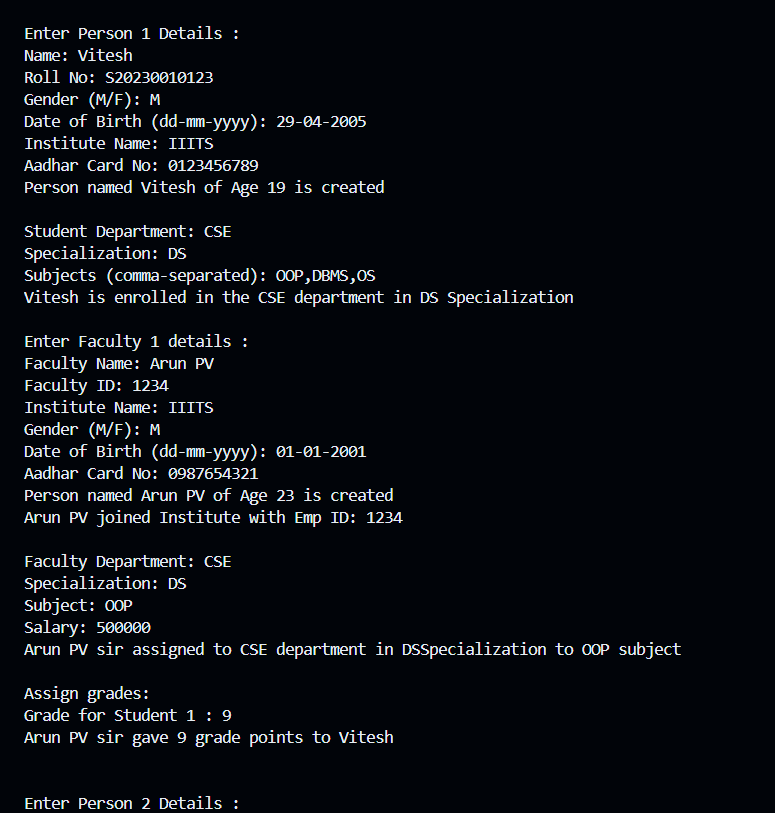 Enter Person 1 Details :
Name: Vitesh
Roll No: S20230010123
Gender (M/F): M
Date of Birth (dd-mm-yyyy): 29-04-2005
Institute Name: IIITS
Aadhar Card No: 0123456789
Person named Vitesh of Age 19 is created
Student Department: CSE
Specialization: DS
Subjects (comma-separated): OOP,DBMS,OS
Vitesh is enrolled in the CSE department in DS Specialization
Enter Faculty 1 details :
Faculty Name: Arun PV
Faculty ID: 1234
Institute Name: IIITS
Gender (M/F): M
Date of Birth (dd-mm-yyyy): 01-01-2001
Aadhar Card No: 0987654321
Person named Arun PV of Age 23 is created
Arun PV joined Institute with Emp ID: 1234
Faculty Department: CSE
Specialization: DS
Subject: OOP
Salary: 500000
Arun PV sir assigned to CSE department in DSSpecialization to OOP subject
Assign grades:
Grade for Student 1 : 9
Arun PV sir gave 9 grade points to Vitesh
Enter Person 2 Details :